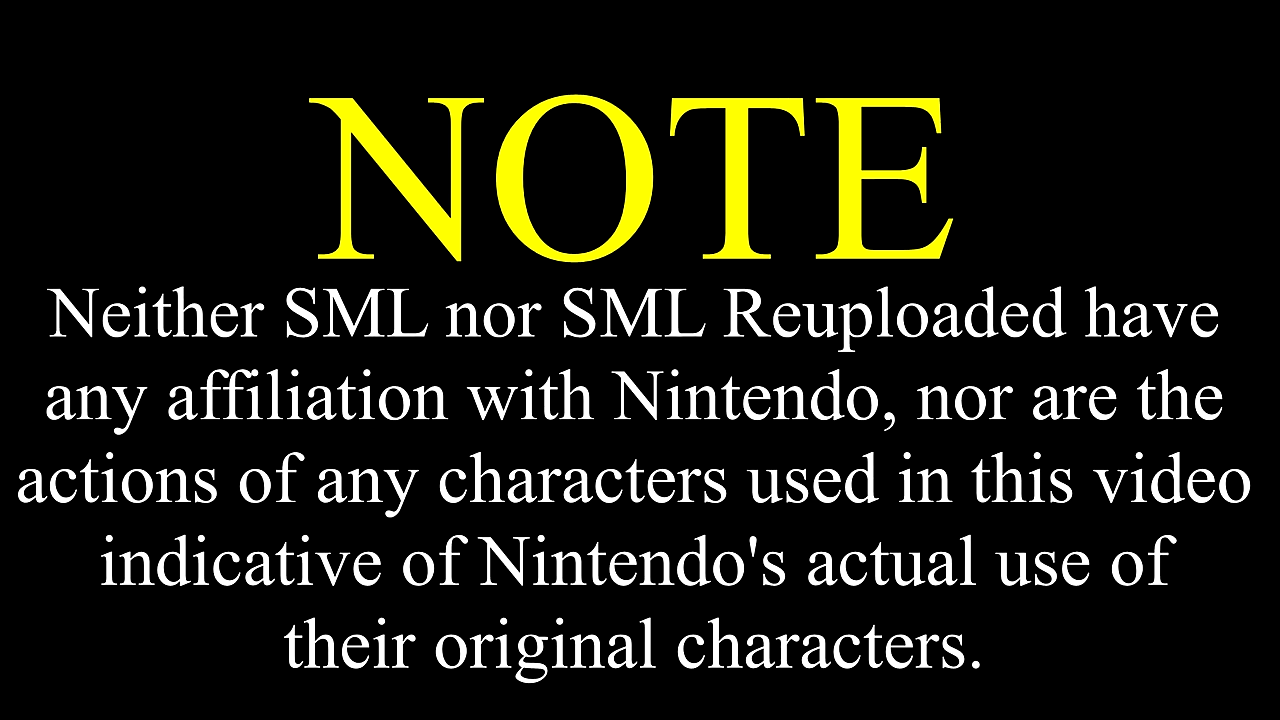 NOTE
Neither SML nor SML Reuploaded have
any affiliation with Nintendo, nor are the
actions of any characters used in this video
indicative of Nintendo's actual use of
their original characters.